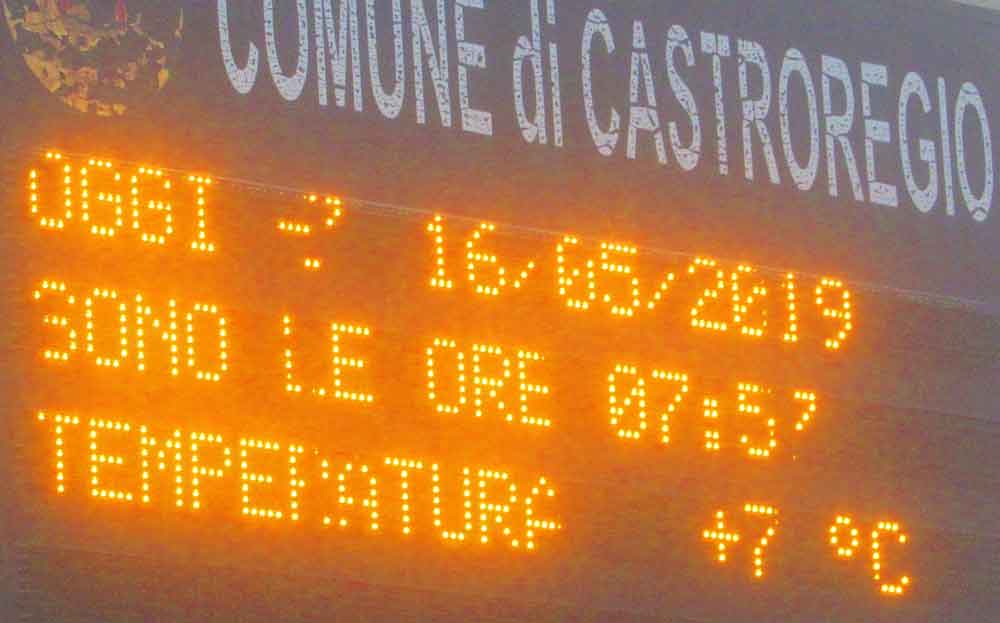 COMUNE di CASTROREGIO
OGGI 16/05/2019
SONO LE ORE 07:57
TEMPERATURA +7 °C